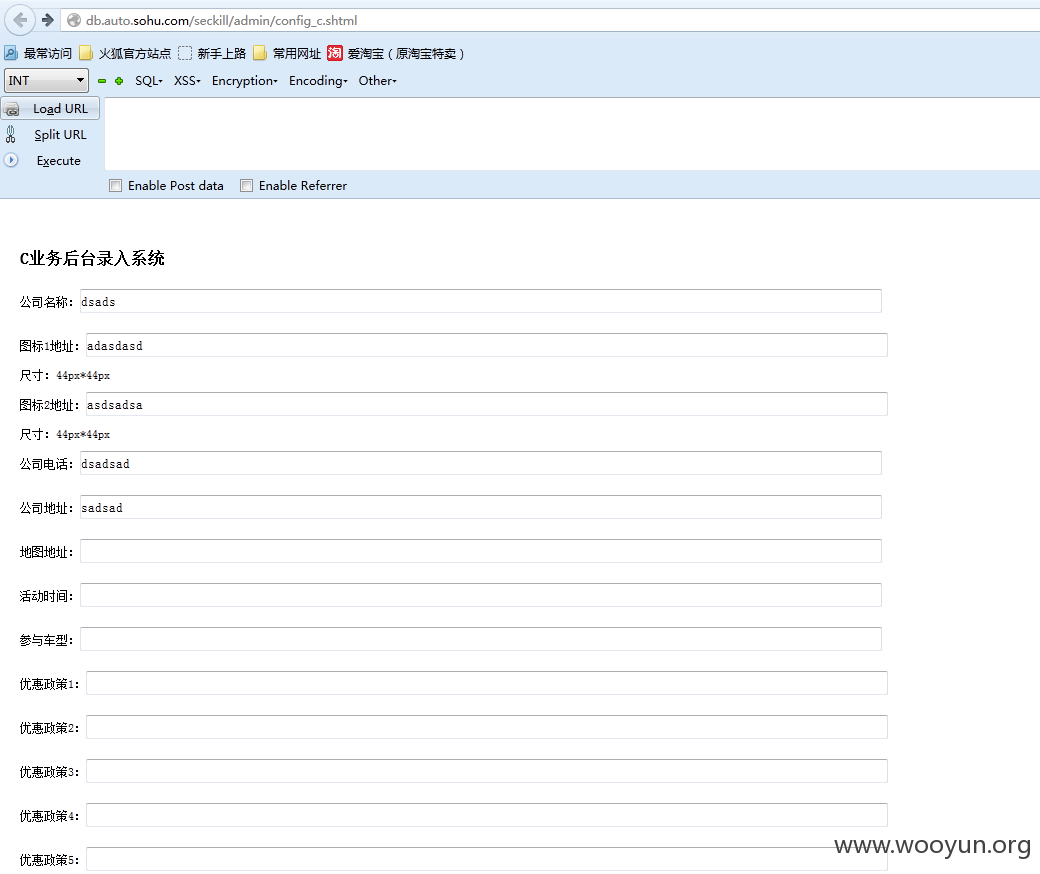 db.auto.sohu.com/seckill/admin/config_c.shtml
最常访问 火狐官方站点 新手上路 常用网址 淘 爱淘宝（原淘宝特卖）
INT SQL XSS Encryption Encoding Other
Load URL
Split URL
Execute
Enable Post data Enable Referrer
C业务后台录入系统
公司名称: dsads
图标1地址: adasdasd
尺寸: 44px*44px
图标2地址: asdsadsa
尺寸: 44px*44px
公司电话: dsadsad
公司地址: sadsad
地图地址:
活动时间:
参与车型:
优惠政策1:
优惠政策2:
优惠政策3:
优惠政策4:
优惠政策5:
www.wooyun.org